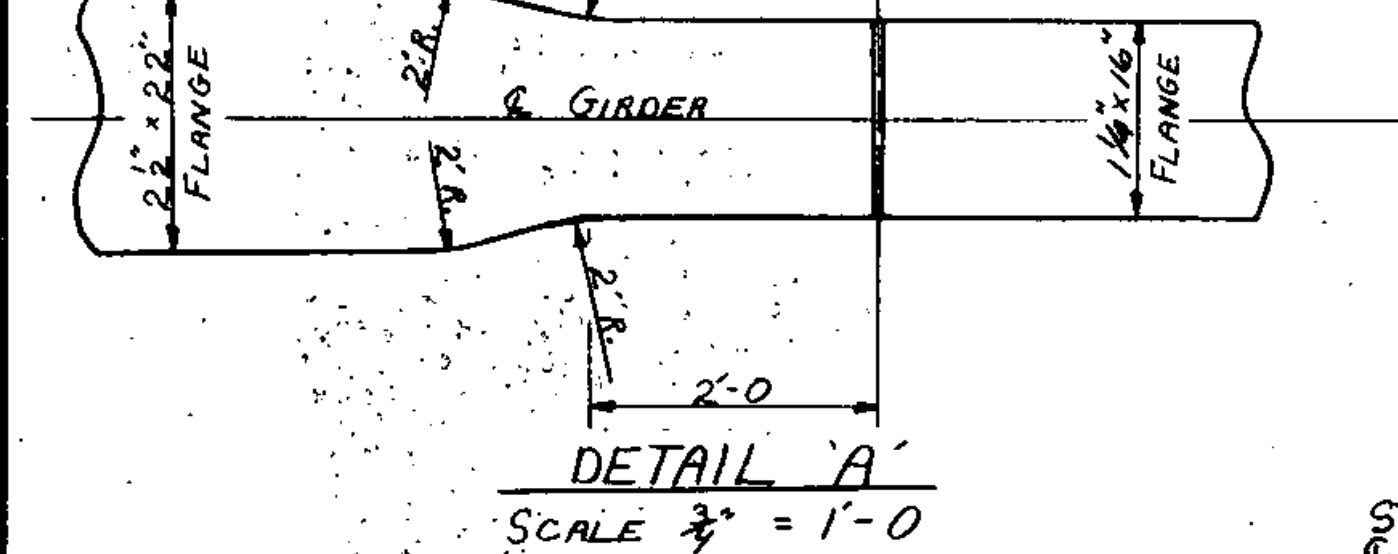 2½" × 22"
FLANGE
2' R.
2' R.
℄ GIRDER
1¼" × 16"
FLANGE
2' R.
2'-0
DETAIL 'A'
SCALE ¾" = 1'-0
S